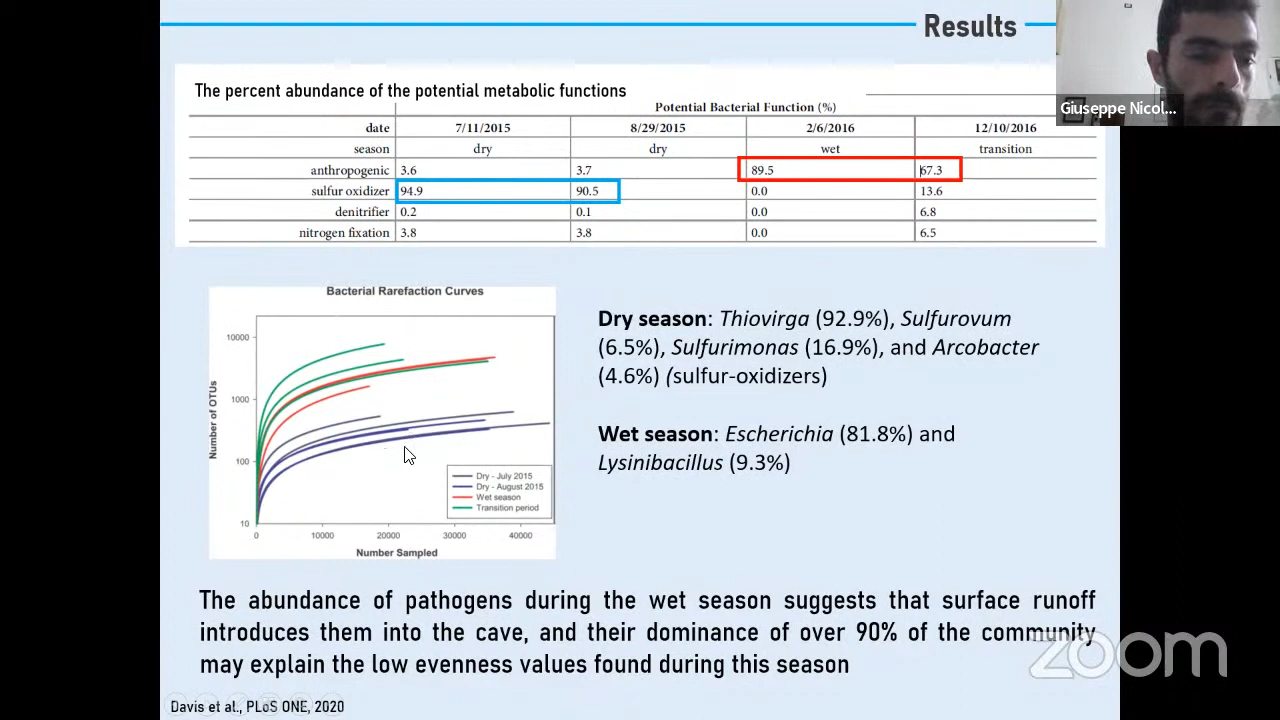 Results
Giuseppe Nicol...
The percent abundance of the potential metabolic functions
Potential Bacterial Function (%)
date 7/11/2015 8/29/2015 2/6/2016 12/10/2016
season dry dry wet transition
anthropogenic 3.6 3.7 89.5 67.3
sulfur oxidizer 94.9 90.5 0.0 13.6
denitrifier 0.2 0.1 0.0 6.8
nitrogen fixation 3.8 3.8 0.0 6.5
Bacterial Rarefaction Curves
Number of OTUs
10000
1000
100
10
0 10000 20000 30000 40000
Number Sampled
Dry - July 2015
Dry - August 2015
Wet season
Transition period
Dry season: Thiovirga (92.9%), Sulfurovum
(6.5%), Sulfurimonas (16.9%), and Arcobacter
(4.6%) (sulfur-oxidizers)
Wet season: Escherichia (81.8%) and
Lysinibacillus (9.3%)
The abundance of pathogens during the wet season suggests that surface runoff
introduces them into the cave, and their dominance of over 90% of the community
may explain the low evenness values found during this season
zoom
Davis et al., PLoS ONE, 2020